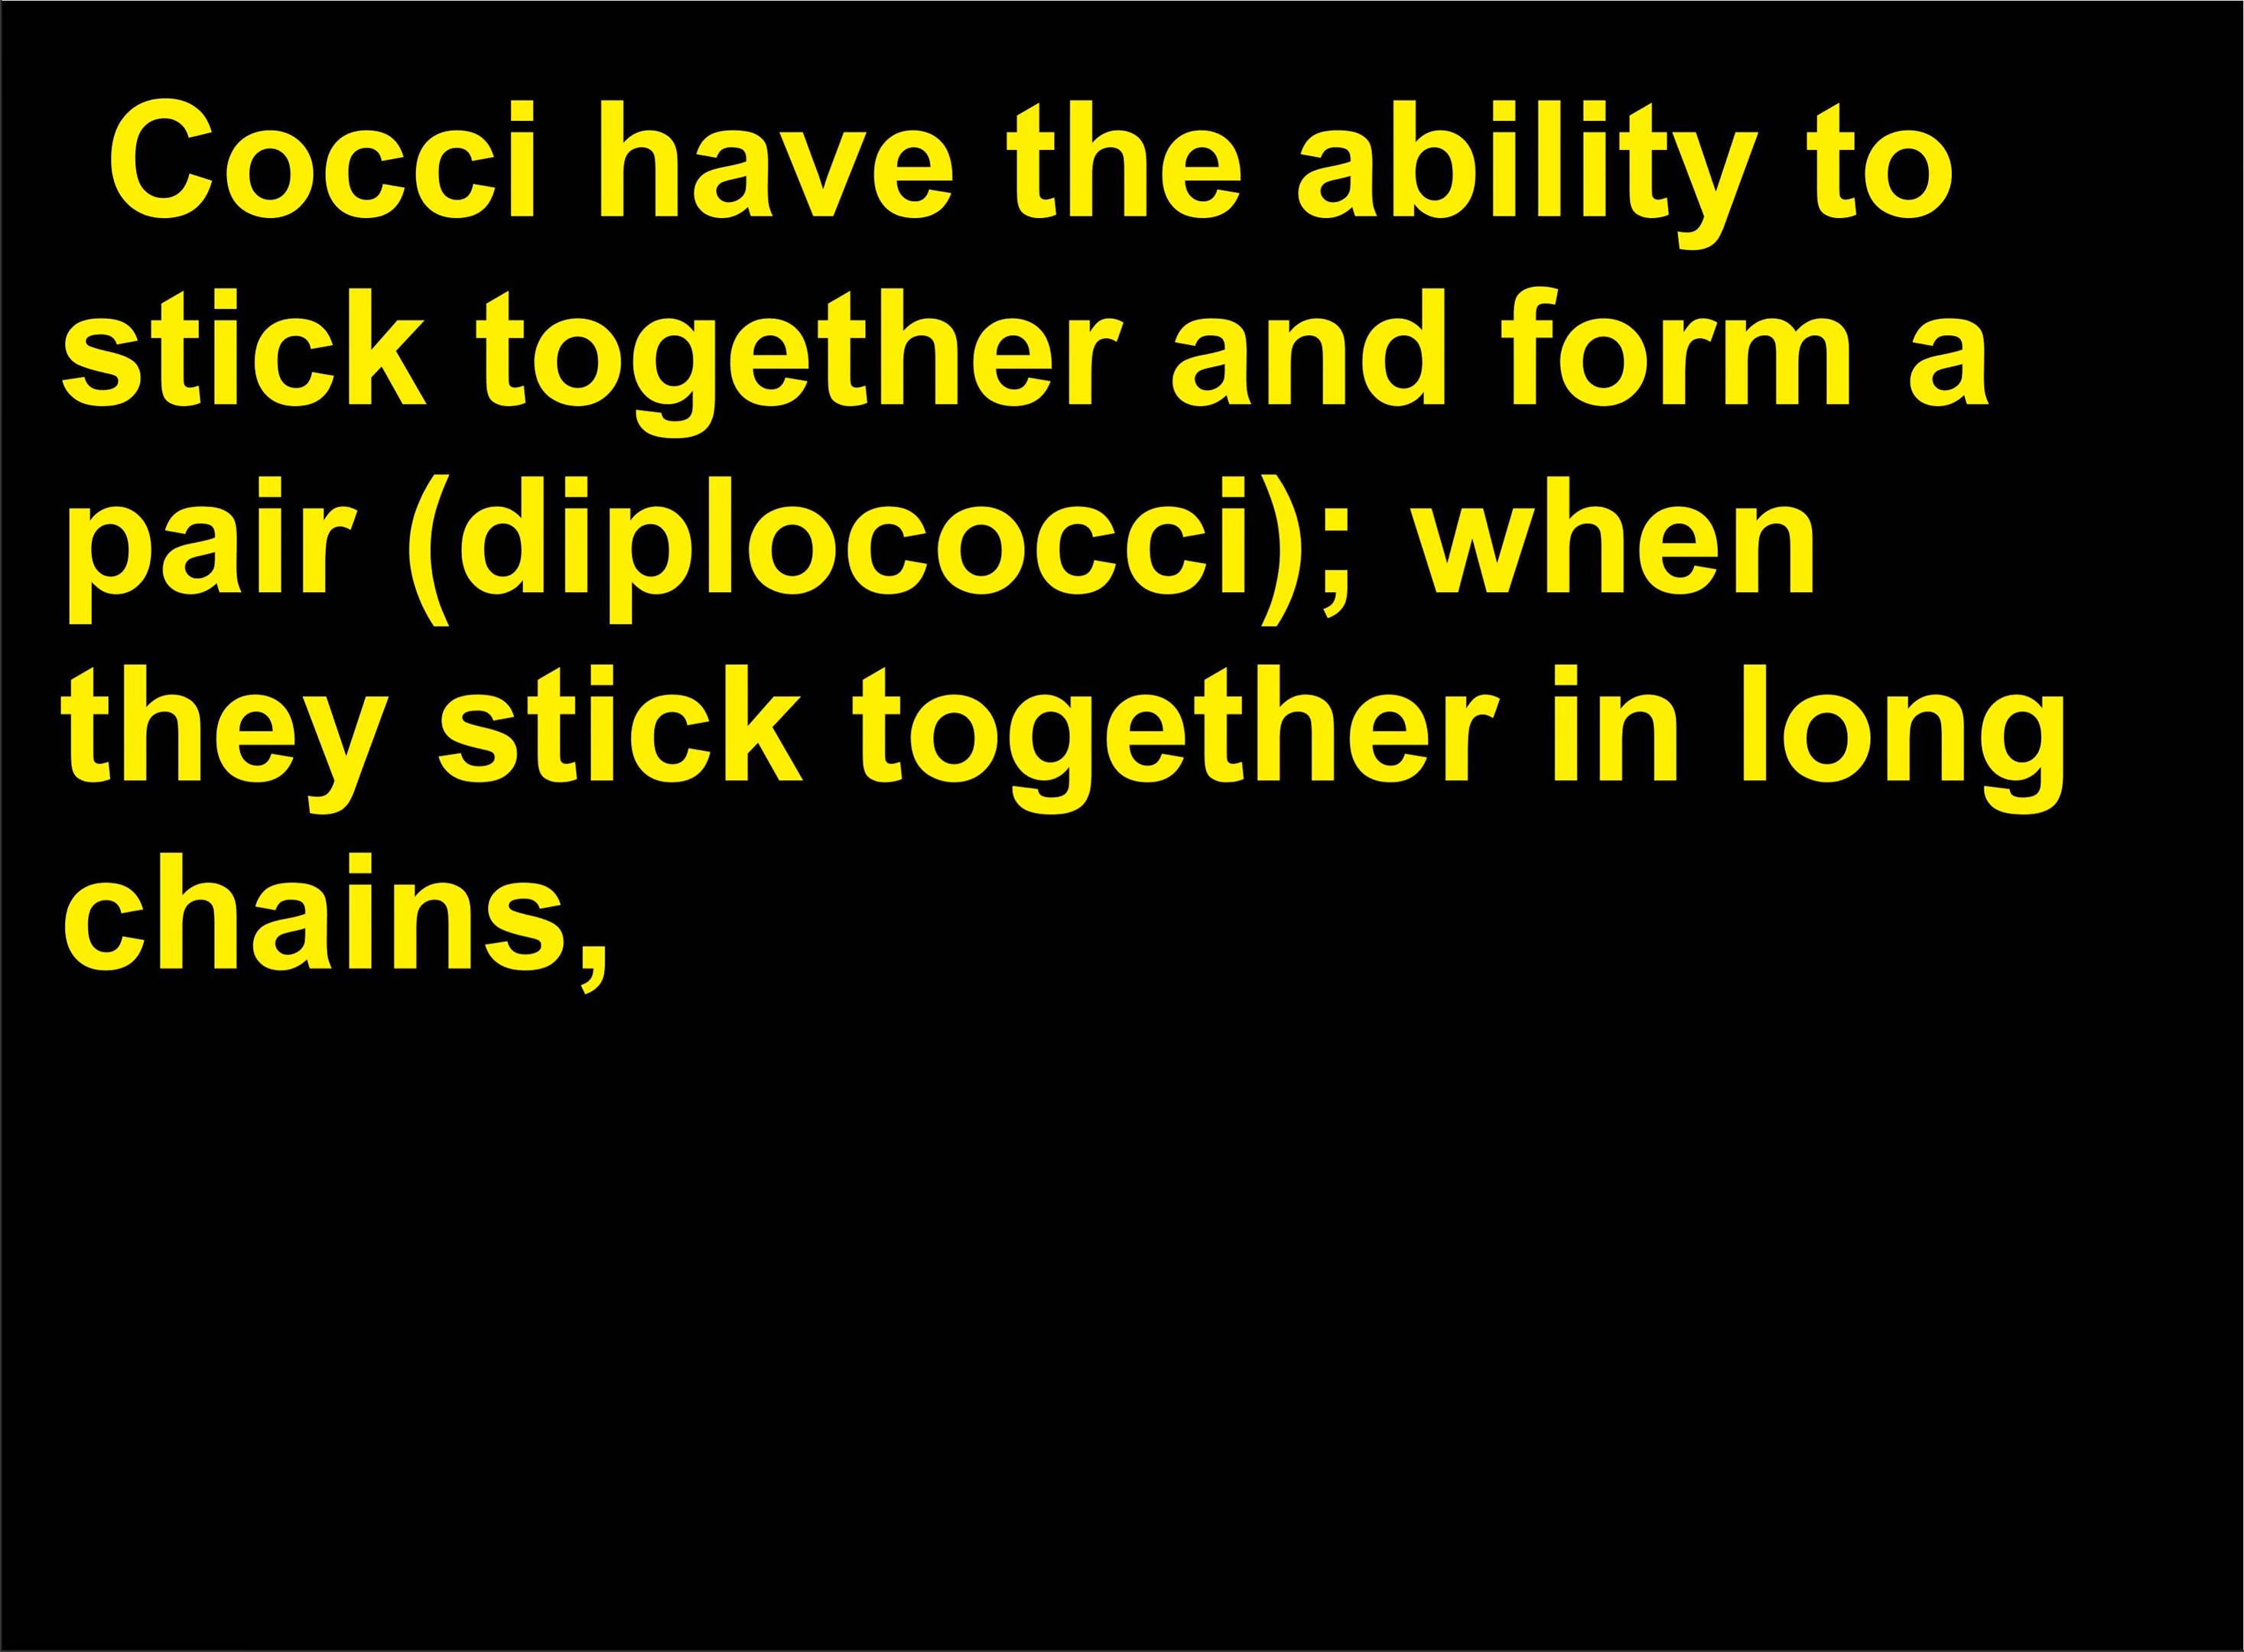 Cocci have the ability to
stick together and form a
pair (diplococci); when
they stick together in long
chains,